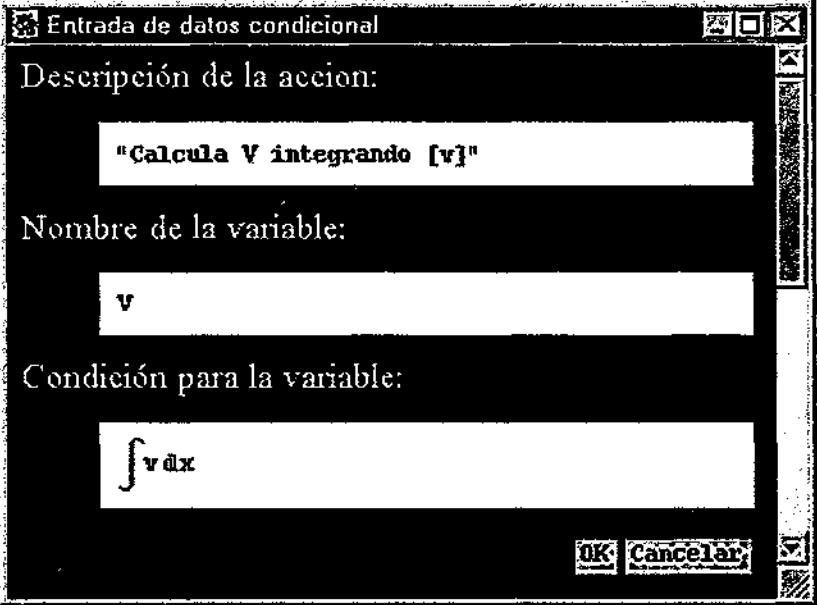 Entrada de datos condicional
Descripción de la accion:
"Calcula V integrando [v]"
Nombre de la variable:
V
Condición para la variable:
∫v dx
OK Cancelar